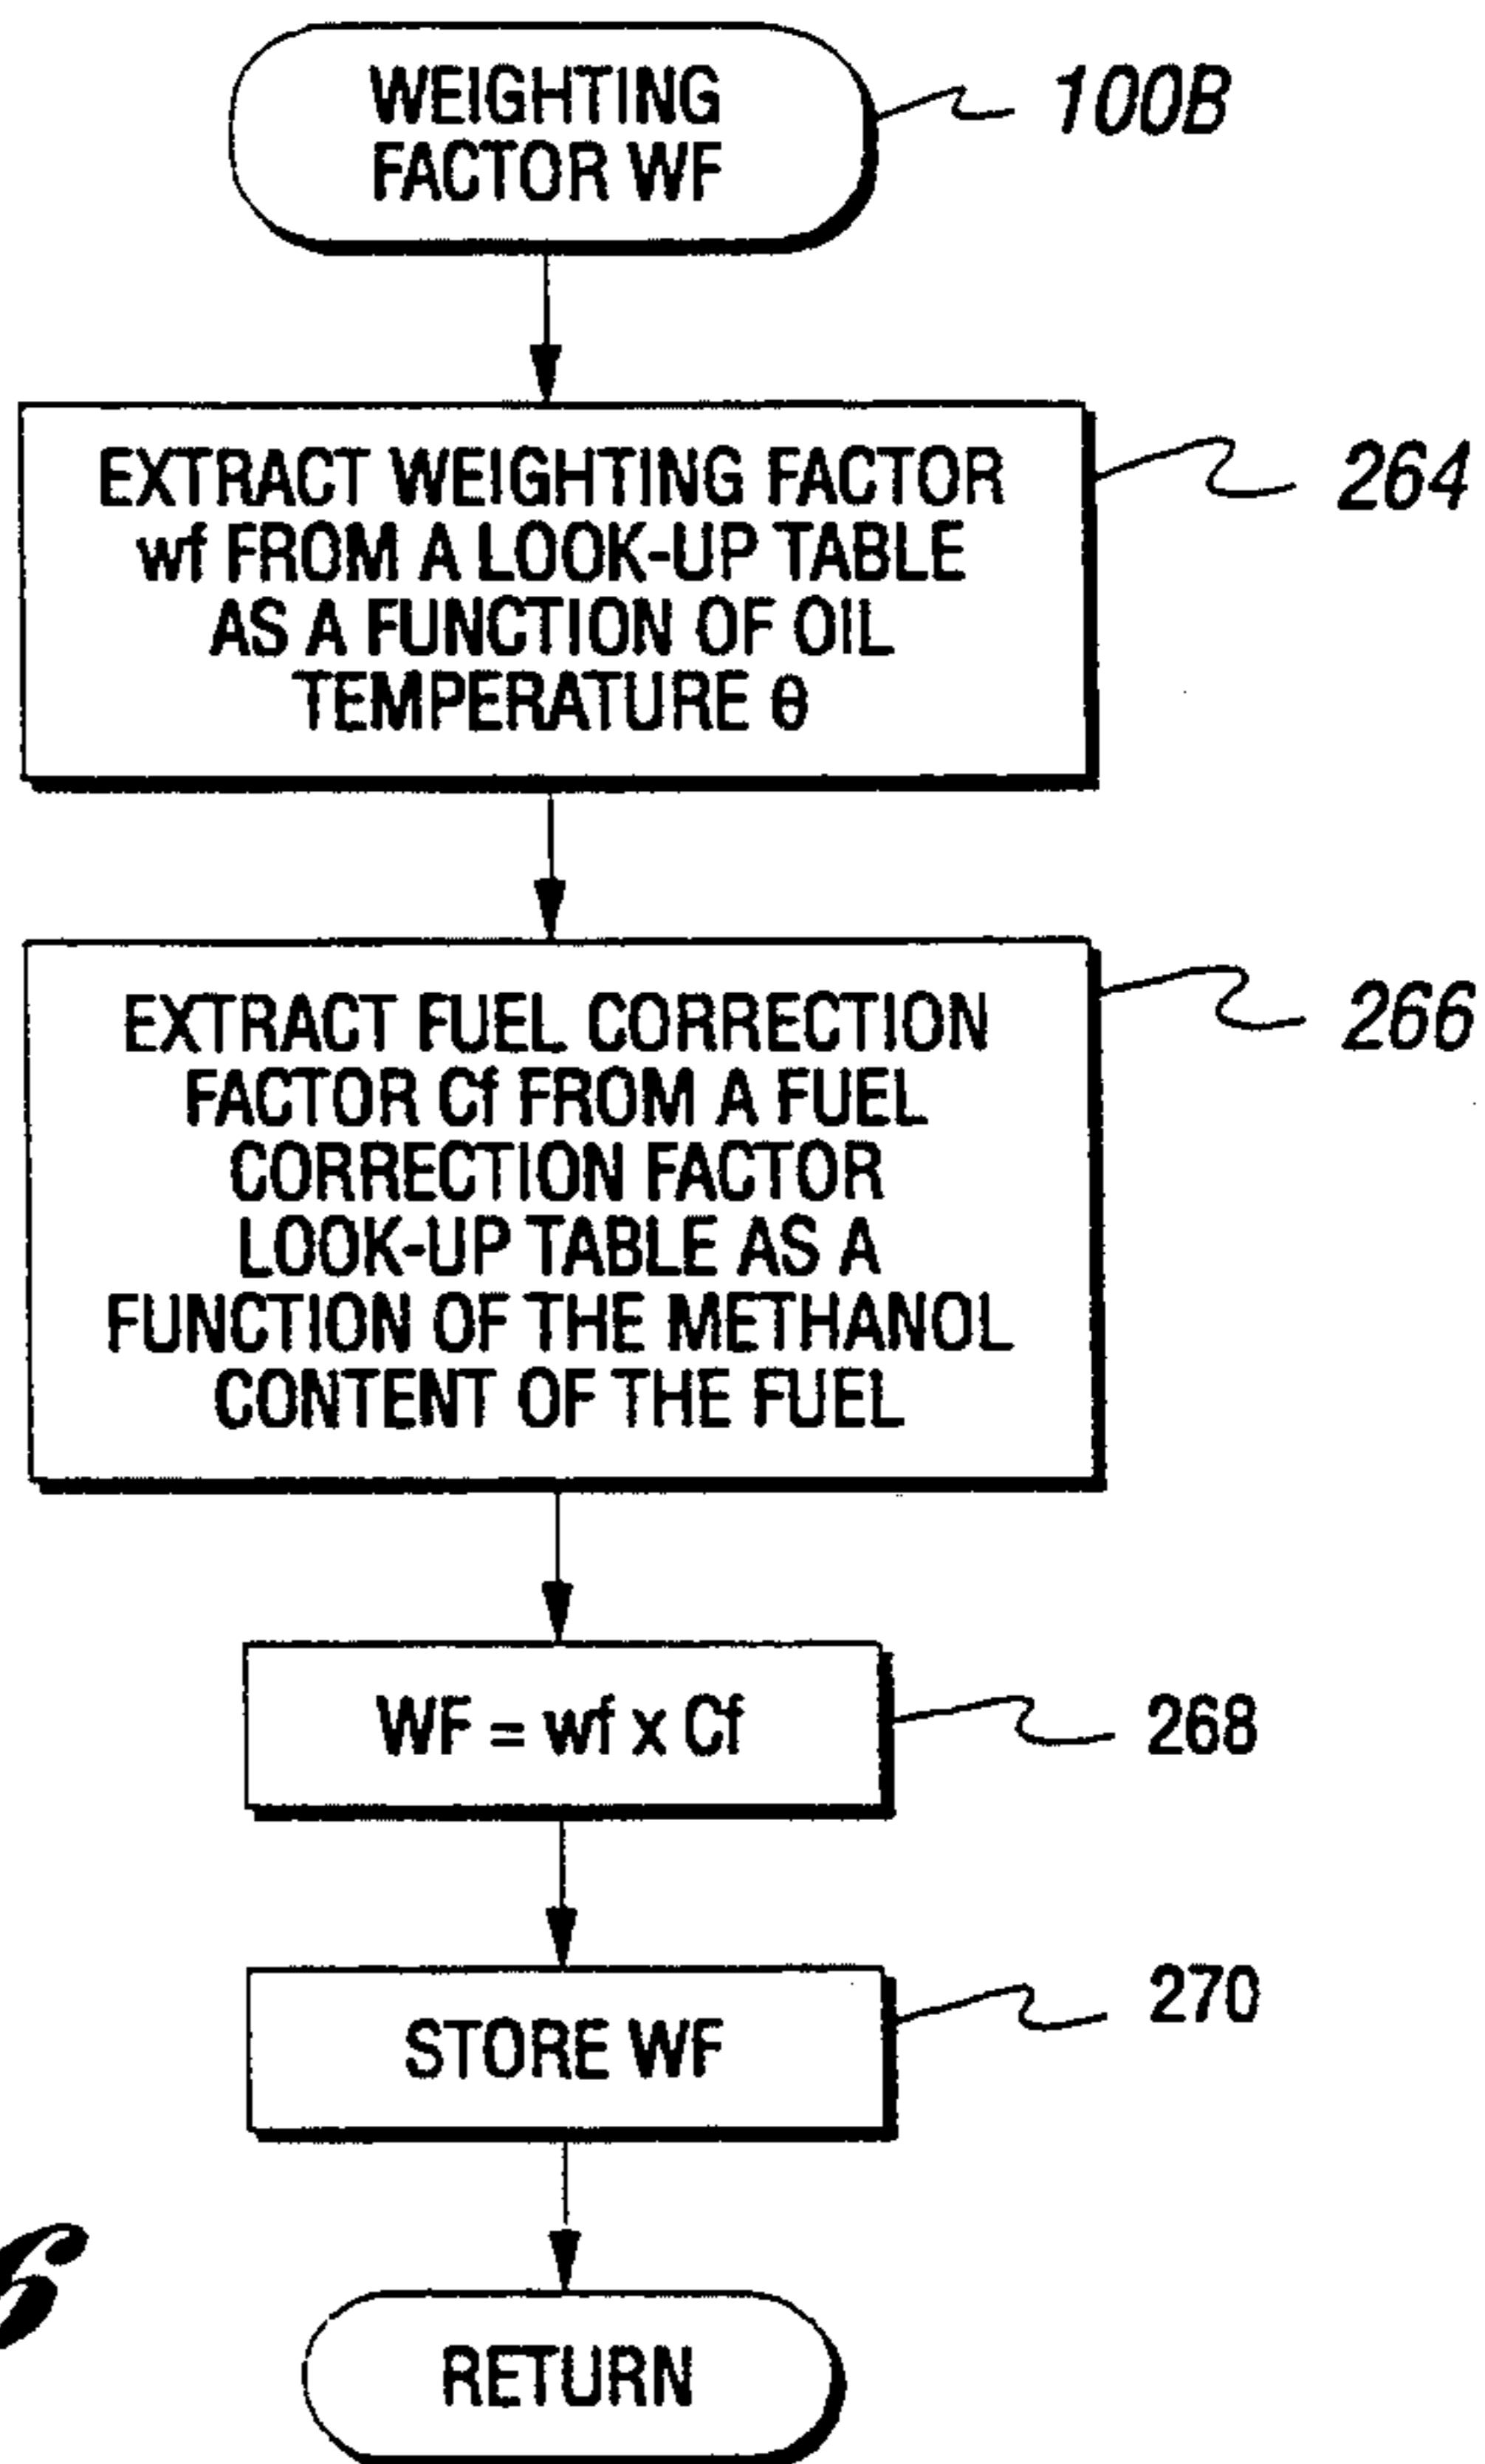 WEIGHTING
FACTOR WF
100B
EXTRACT WEIGHTING FACTOR
wf FROM A LOOK-UP TABLE
AS A FUNCTION OF OIL
TEMPERATURE θ
264
EXTRACT FUEL CORRECTION
FACTOR Cf FROM A FUEL
CORRECTION FACTOR
LOOK-UP TABLE AS A
FUNCTION OF THE METHANOL
CONTENT OF THE FUEL
266
WF = wf x Cf
268
STORE WF
270
6
RETURN